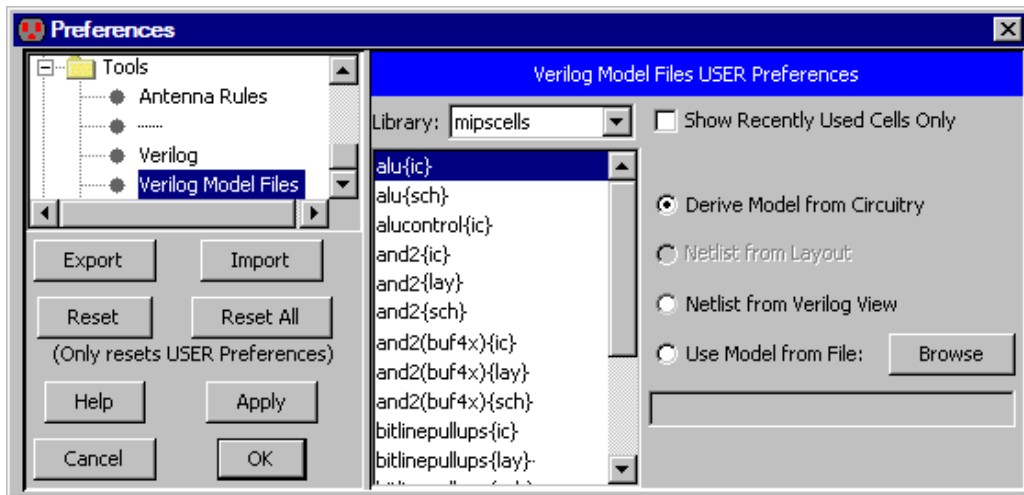 Preferences
Tools
Antenna Rules
......
Verilog
Verilog Model Files
Export
Import
Reset
Reset All
(Only resets USER Preferences)
Help
Apply
Cancel
OK
Verilog Model Files USER Preferences
Library: mipscells
Show Recently Used Cells Only
alu{ic}
alu{sch}
alucontrol{ic}
and2{ic}
and2{lay}
and2{sch}
and2(buf4x){ic}
and2(buf4x){lay}
and2(buf4x){sch}
bitlinepullups{ic}
bitlinepullups{lay}
Derive Model from Circuitry
Netlist from Layout
Netlist from Verilog View
Use Model from File:
Browse